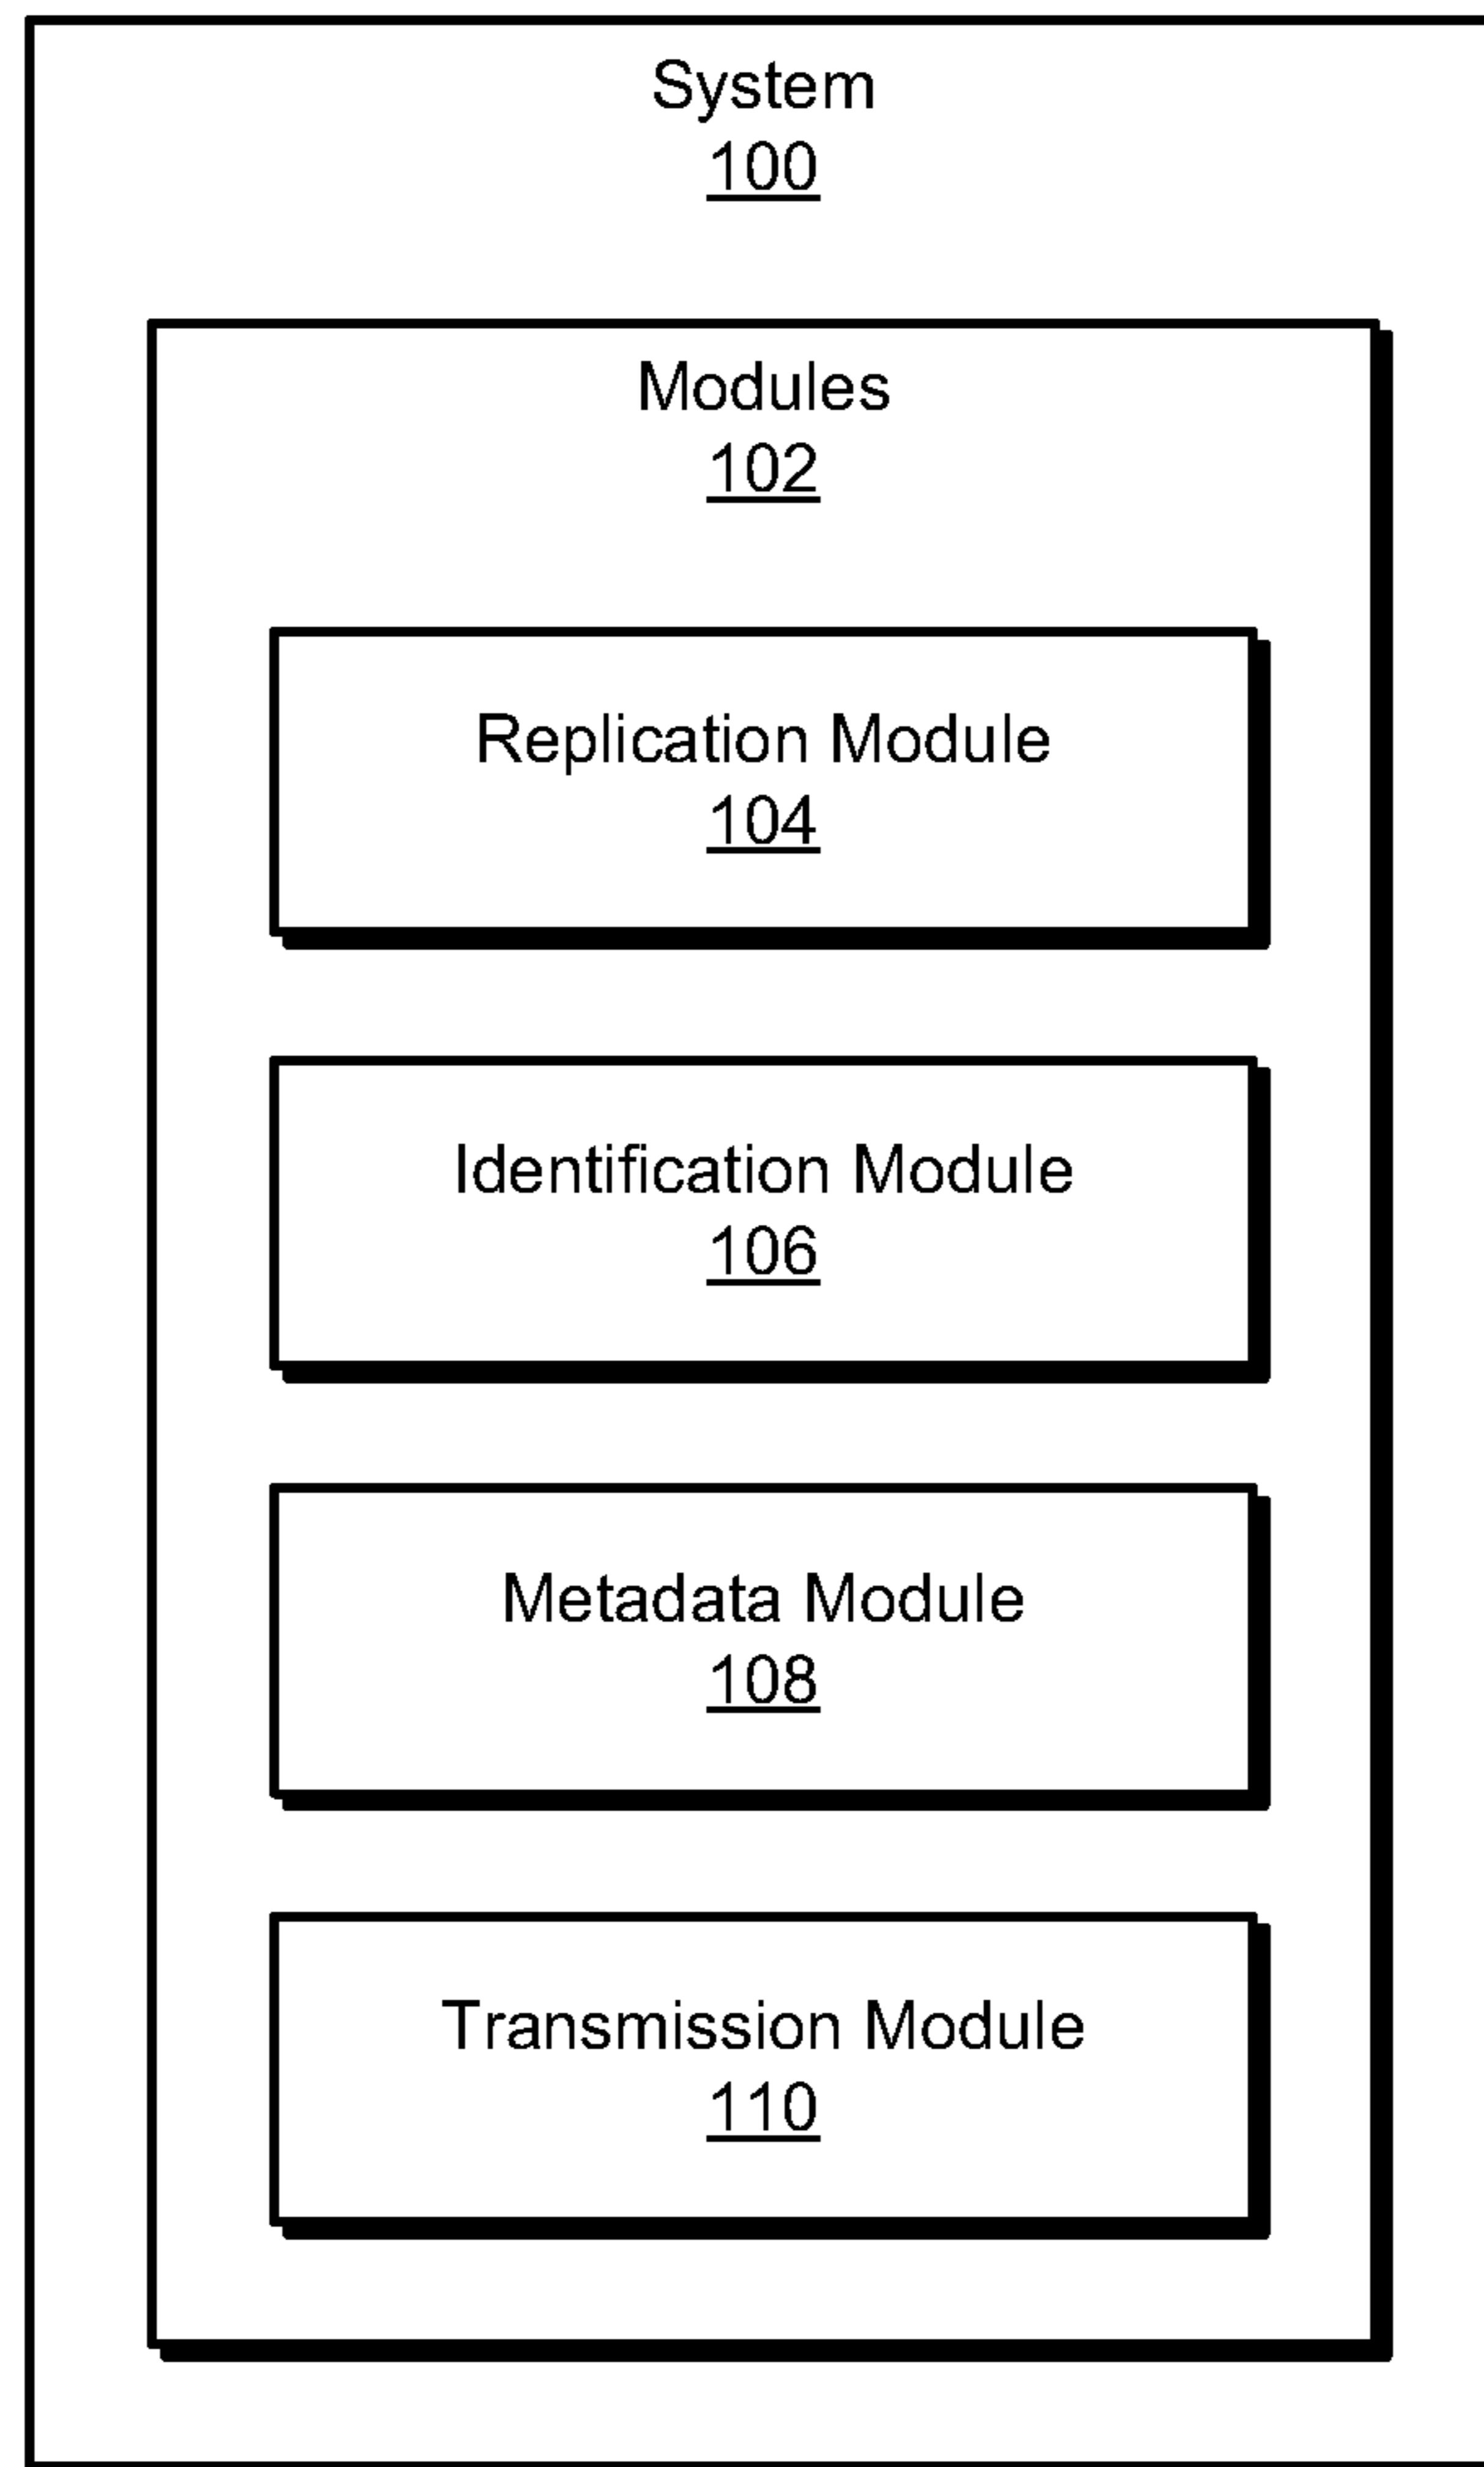 System
100
Modules
102
Replication Module
104
Identification Module
106
Metadata Module
108
Transmission Module
110